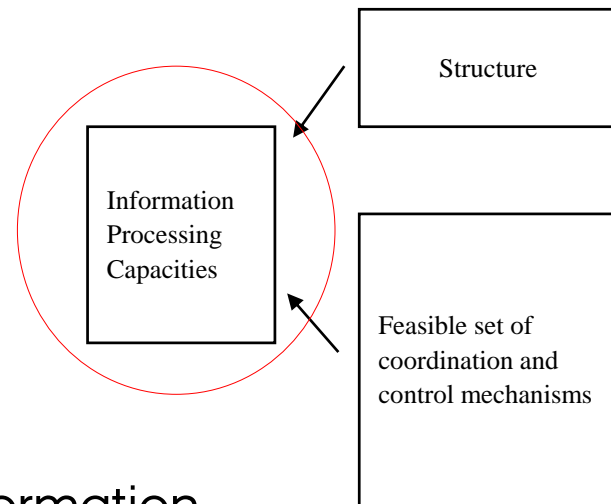 Structure
Information
Processing
Capacities
Feasible set of
coordination and
control mechanisms